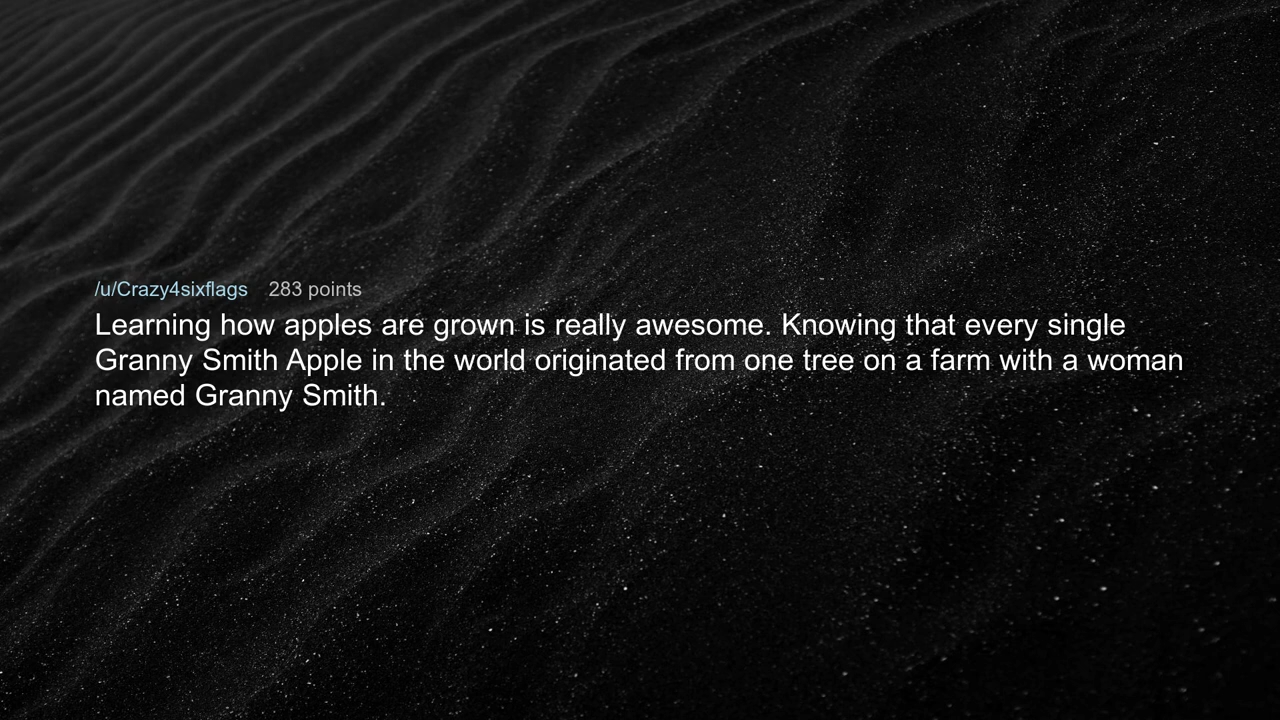 /u/Crazy4sixflags 283 points
Learning how apples are grown is really awesome. Knowing that every single
Granny Smith Apple in the world originated from one tree on a farm with a woman
named Granny Smith.